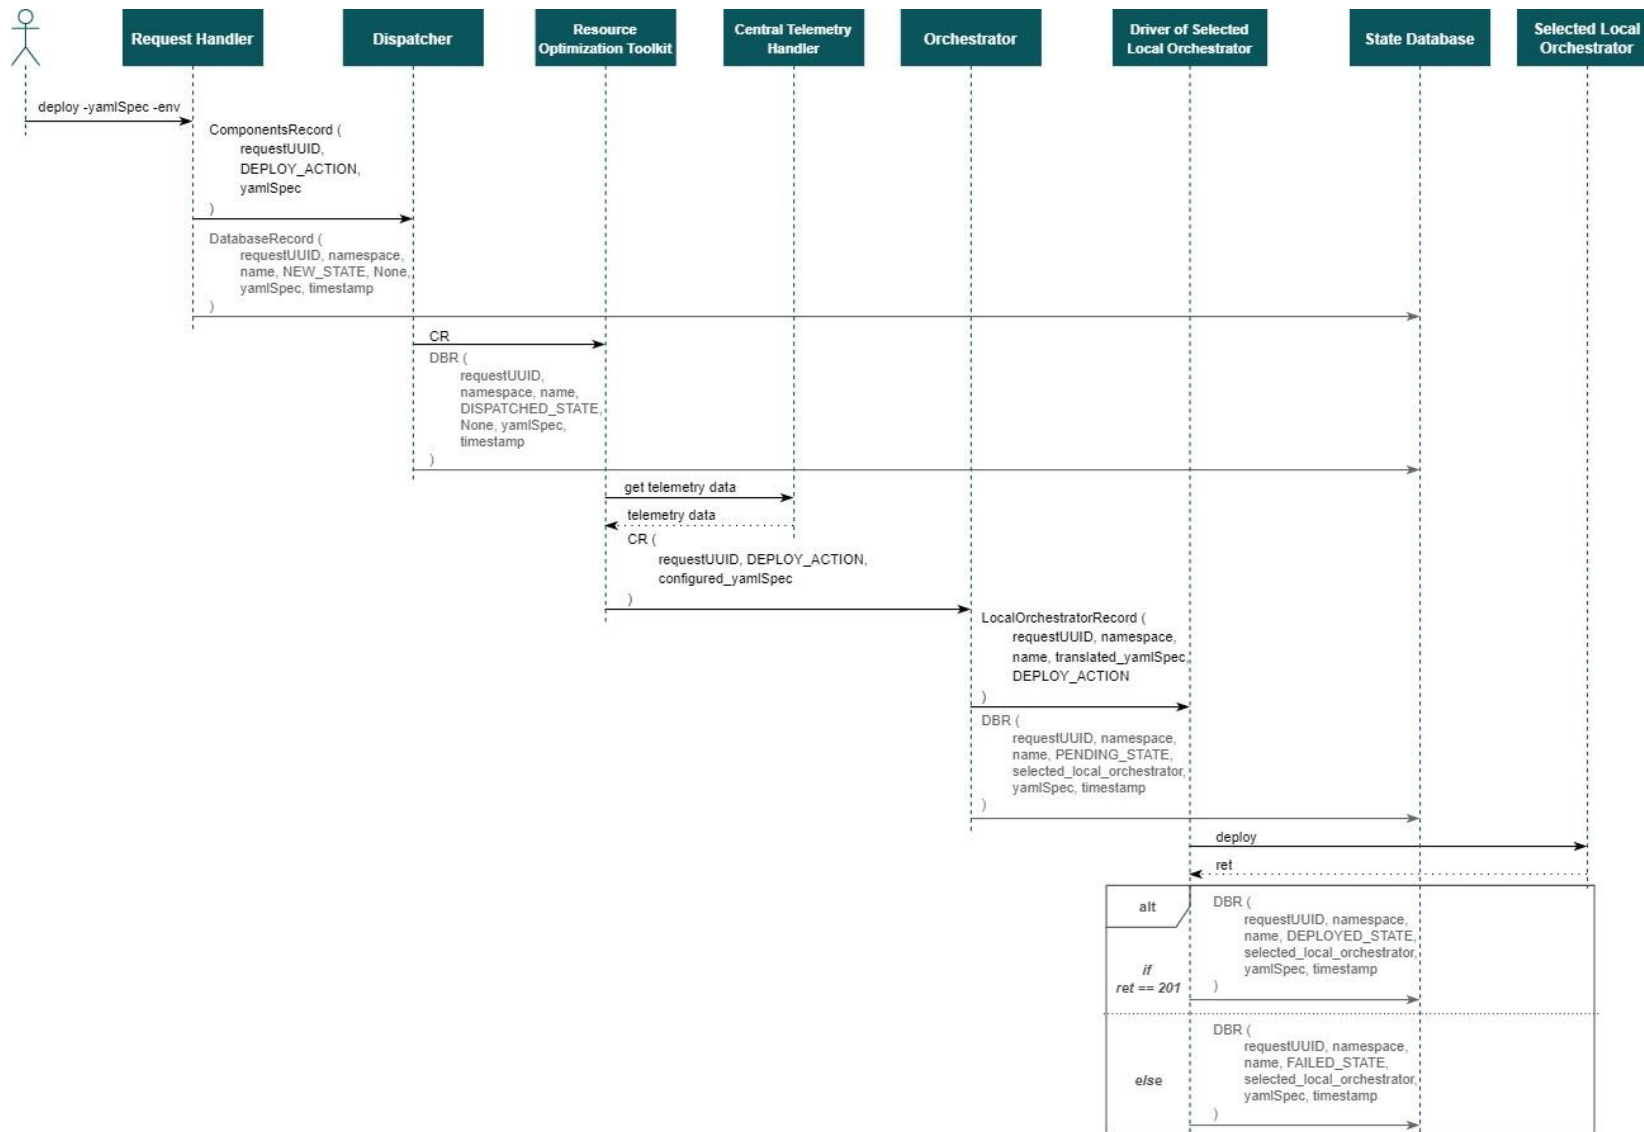 Request Handler
Dispatcher
Resource
Optimization Toolkit
Central Telemetry
Handler
Orchestrator
Driver of Selected
Local Orchestrator
State Database
Selected Local
Orchestrator
deploy -yamlSpec -env
ComponentsRecord (
requestUUID,
DEPLOY_ACTION,
yamlSpec
)
DatabaseRecord (
requestUUID, namespace,
name, NEW_STATE, None,
yamlSpec, timestamp
)
CR
DBR (
requestUUID,
namespace, name,
DISPATCHED_STATE,
None, yamlSpec,
timestamp
)
get telemetry data
telemetry data
CR (
requestUUID, DEPLOY_ACTION,
configured_yamlSpec
)
LocalOrchestratorRecord (
requestUUID, namespace,
name, translated_yamlSpec,
DEPLOY_ACTION
)
DBR (
requestUUID, namespace,
name, PENDING_STATE,
selected_local_orchestrator,
yamlSpec, timestamp
)
deploy
ret
alt
if
ret == 201
DBR (
requestUUID, namespace,
name, DEPLOYED_STATE,
selected_local_orchestrator,
yamlSpec, timestamp
)
else
DBR (
requestUUID, namespace,
name, FAILED_STATE,
selected_local_orchestrator,
yamlSpec, timestamp
)